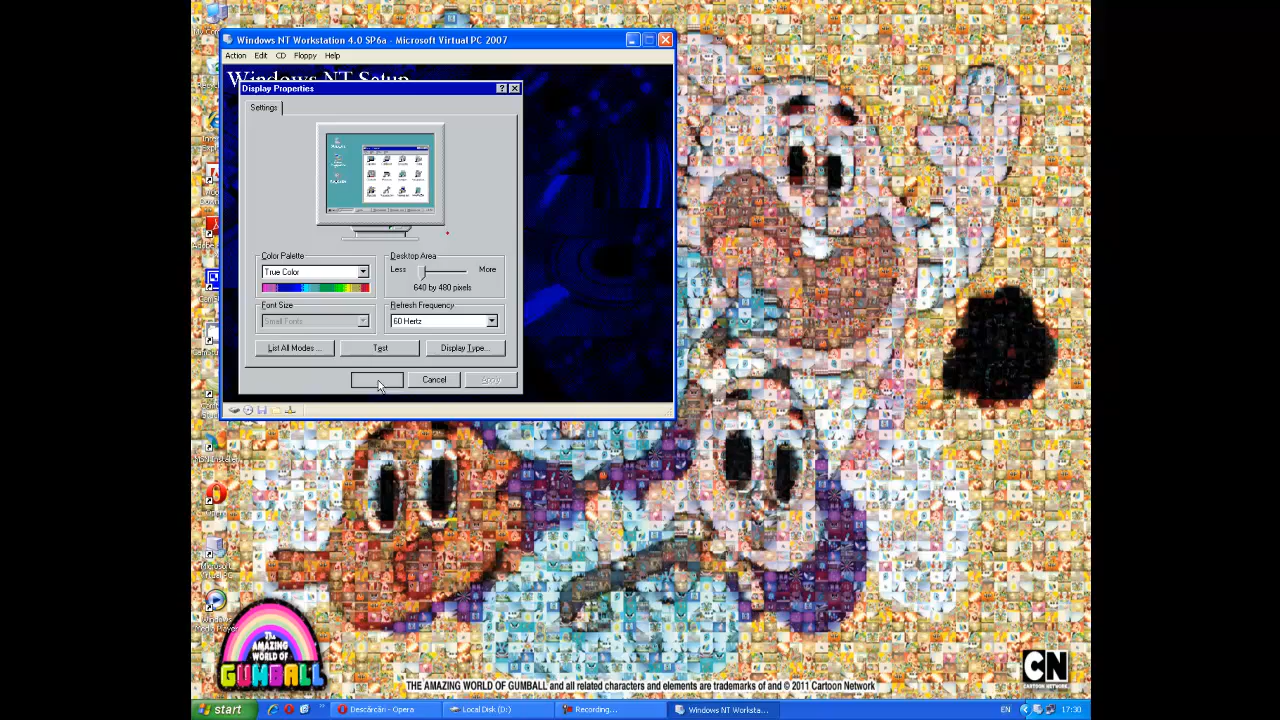 Windows NT Workstation 4.0 SP6a - Microsoft Virtual PC 2007
Action Edit CD Floppy Help
Windows NT Setup
Display Properties
Settings
Color Palette
True Color
Desktop Area
Less More
640 by 480 pixels
Font Size
Small Fonts
Refresh Frequency
60 Hertz
List All Modes ... Test Display Type...
Cancel Apply
The
AMAZING
WORLD OF
GUMBALL
CN
CARTOON NETWORK
THE AMAZING WORLD OF GUMBALL and all related characters and elements are trademarks of and © 2011 Cartoon Network
start Descărcări - Opera Local Disk (D:) Recording... Windows NT Worksta... EN 17:30